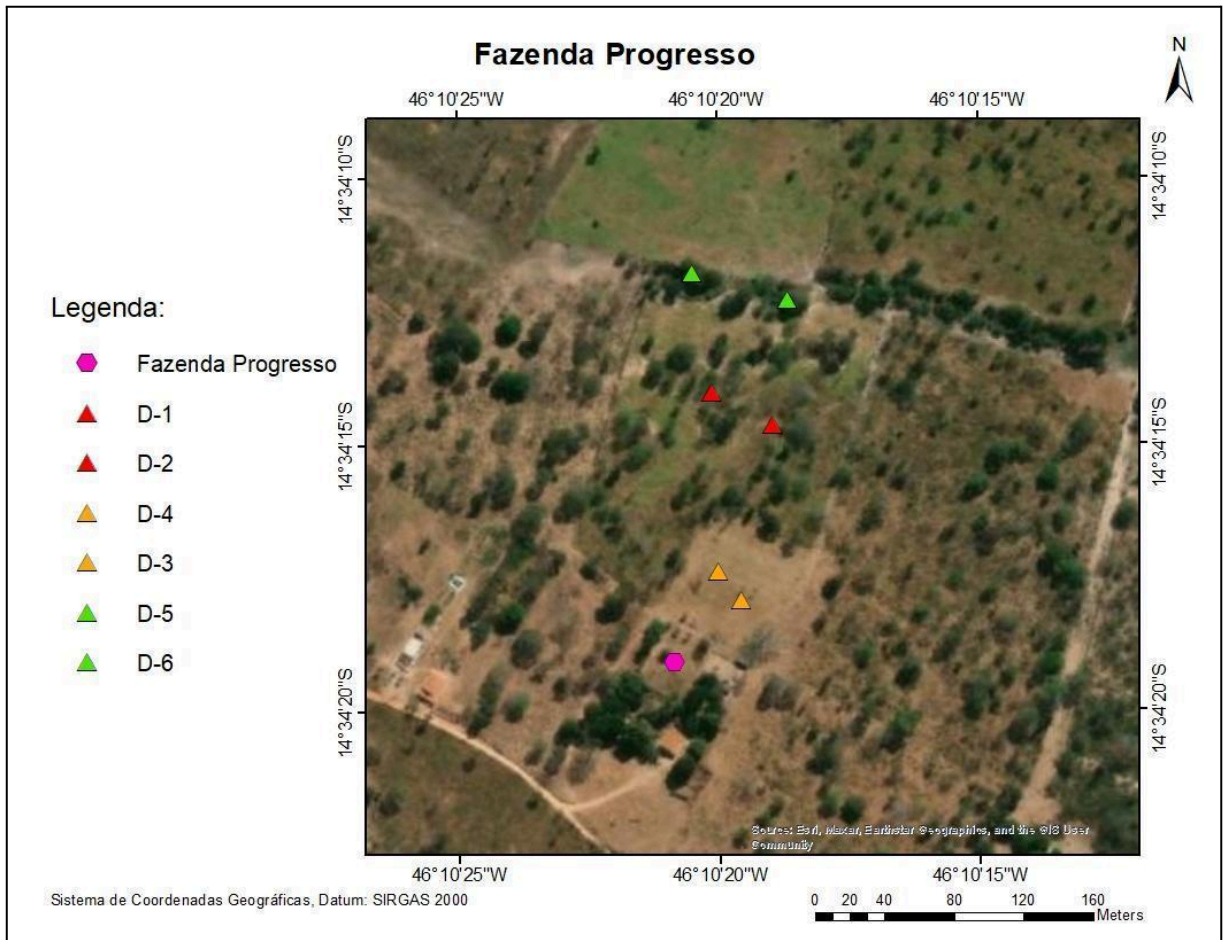 Fazenda Progresso
N
46°10'25"W 46°10'20"W 46°10'15"W
14°34'10"S 14°34'10"S
14°34'15"S 14°34'15"S
14°34'20"S 14°34'20"S
Legenda:
Fazenda Progresso
D-1
D-2
D-4
D-3
D-5
D-6
Source: Esri, Maxar, Earthstar Geographics, and the GIS User
Community
46°10'25"W 46°10'20"W 46°10'15"W
Sistema de Coordenadas Geográficas, Datum: SIRGAS 2000
0 20 40 80 120 160
Meters